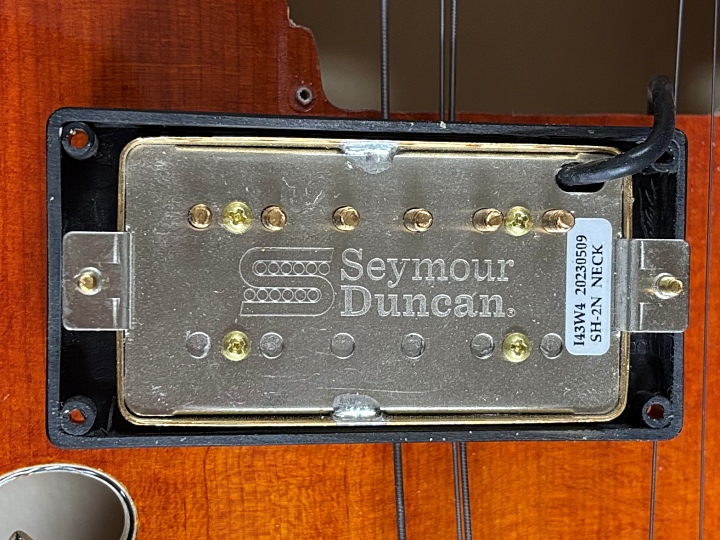 Seymour
Duncan®
I43W4 20230509
SH-2N NECK